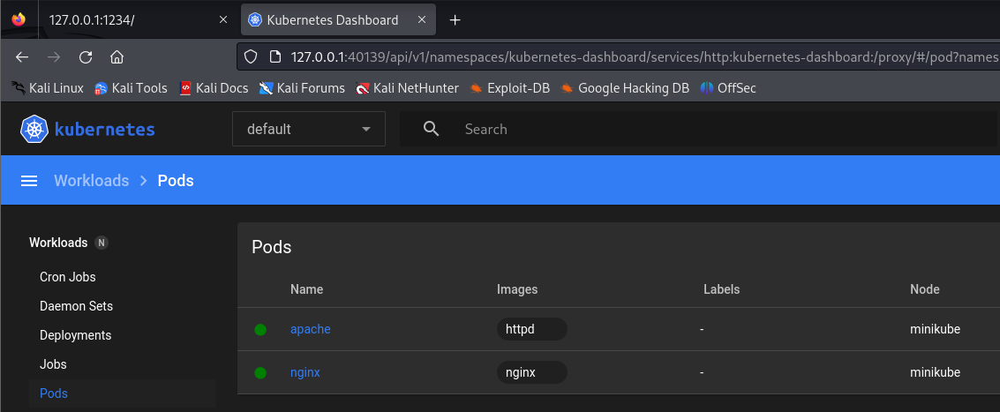 127.0.0.1:1234/
Kubernetes Dashboard
127.0.0.1:40139/api/v1/namespaces/kubernetes-dashboard/services/http:kubernetes-dashboard:/proxy/#/pod?names
Kali Linux Kali Tools Kali Docs Kali Forums Kali NetHunter Exploit-DB Google Hacking DB OffSec
kubernetes default Search
Workloads > Pods
Workloads N
Cron Jobs
Daemon Sets
Deployments
Jobs
Pods
Pods
Name Images Labels Node
apache httpd - minikube
nginx nginx - minikube